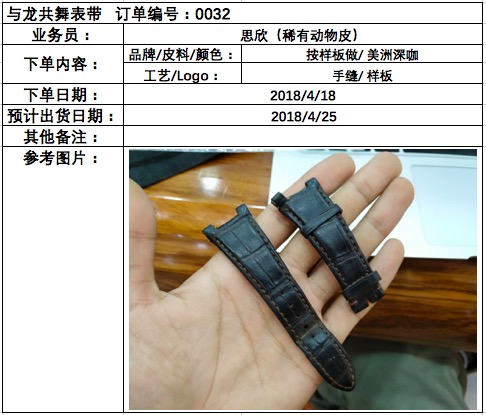 与龙共舞表带 订单编号：0032
业务员： 思欣（稀有动物皮）
下单内容： 品牌/皮料/颜色： 按样板做/ 美洲深咖
工艺/Logo： 手缝/ 样板
下单日期： 2018/4/18
预计出货日期： 2018/4/25
其他备注：
参考图片：